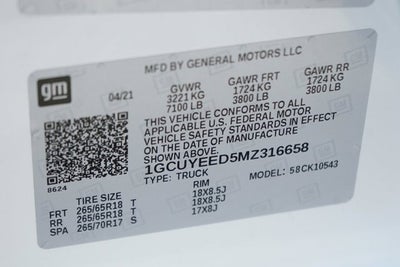 MFD BY GENERAL MOTORS LLC
gm
04/21
GVWR GAWR FRT GAWR RR
3221 KG 1724 KG 1724 KG
7100 LB 3800 LB 3800 LB
THIS VEHICLE CONFORMS TO ALL
APPLICABLE U.S. FEDERAL MOTOR
VEHICLE SAFETY STANDARDS IN EFFECT
ON THE DATE OF MANUFACTURE
SHOWN ABOVE.
1GCUYEED5MZ316658
8624
TYPE: TRUCK MODEL: 58CK10543
TIRE SIZE RIM
FRT 265/65R18 T 18X8.5J
RR 265/65R18 T 18X8.5J
SPA 265/70R17 S 17X8J